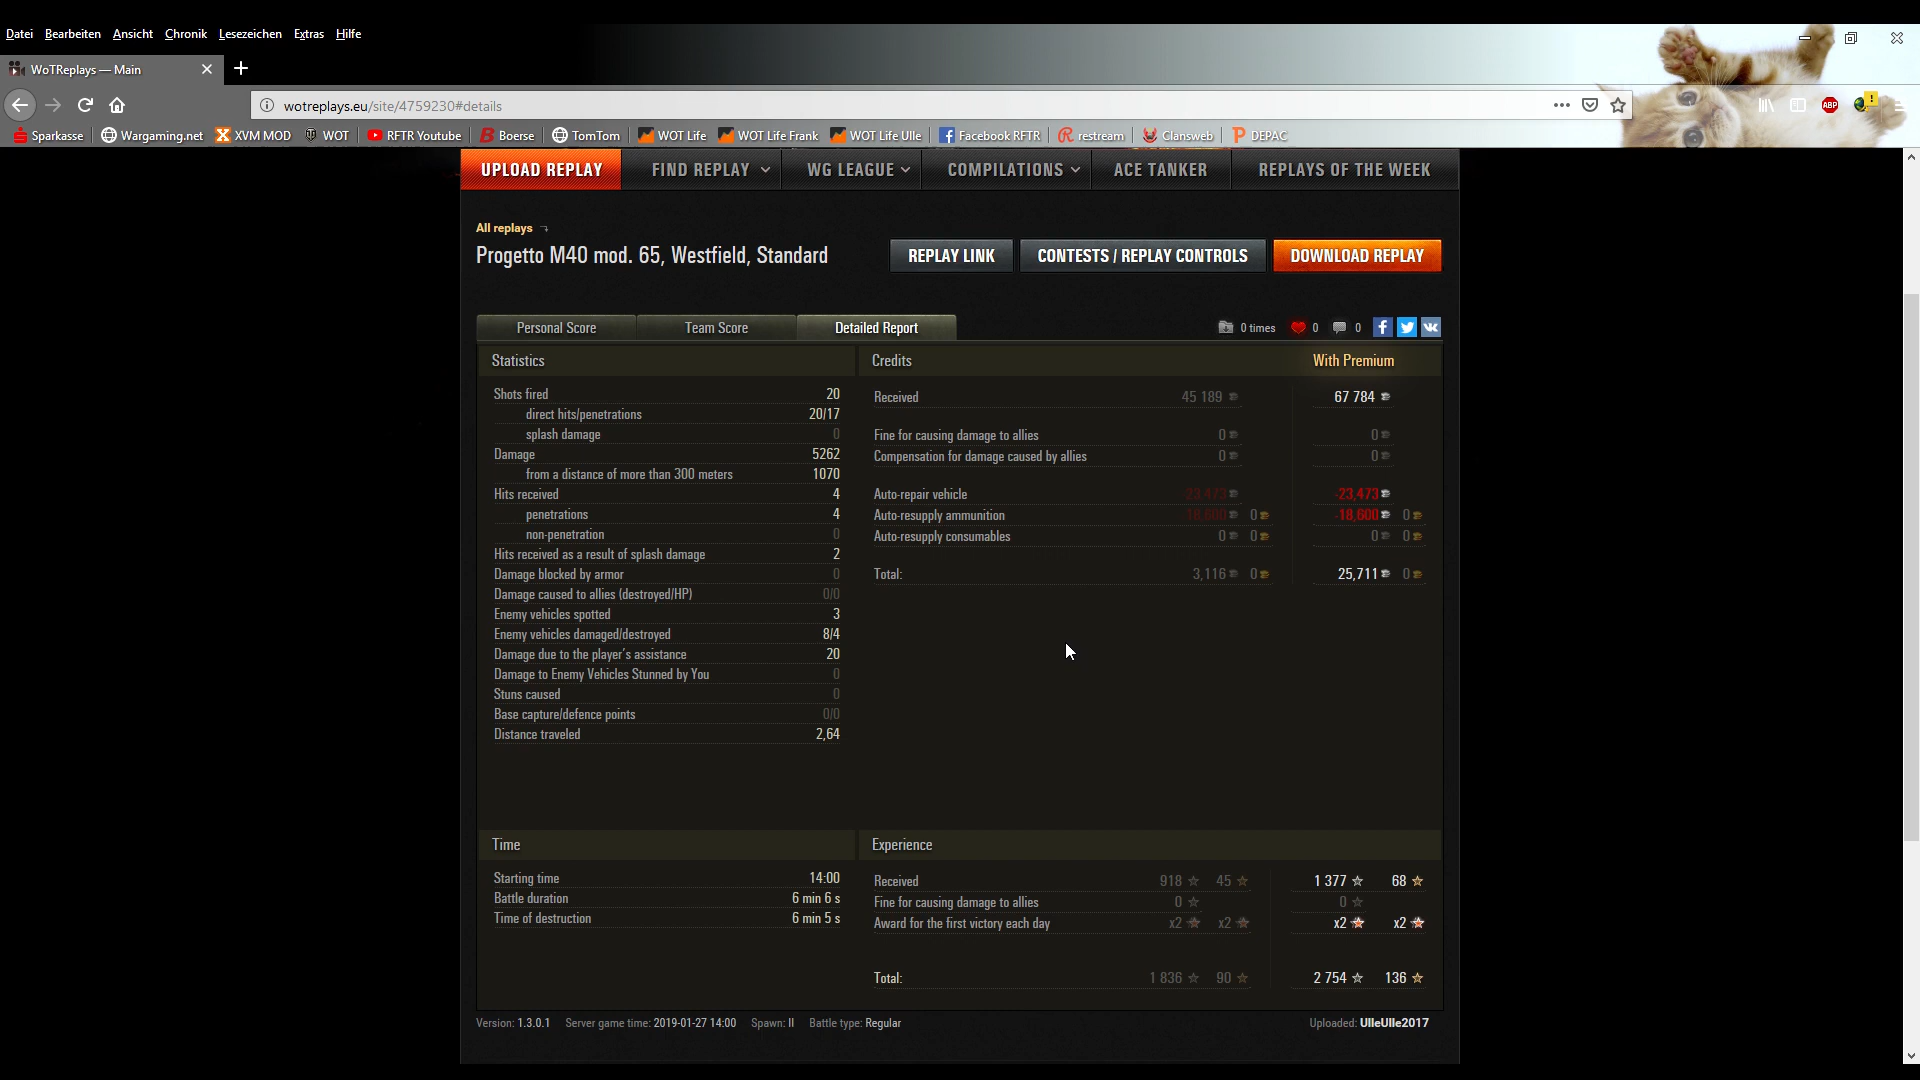 Datei Bearbeiten Ansicht Chronik Lesezeichen Extras Hilfe
WoTReplays — Main
wotreplays.eu/site/4759230#details
Sparkasse Wargaming.net XVM MOD WOT RFTR Youtube Boerse TomTom WOT Life WOT Life Frank WOT Life Ulle Facebook RFTR restream Clansweb DEPAC
ABP
UPLOAD REPLAY FIND REPLAY WG LEAGUE COMPILATIONS ACE TANKER REPLAYS OF THE WEEK
All replays
Progetto M40 mod. 65, Westfield, Standard
REPLAY LINK CONTESTS / REPLAY CONTROLS DOWNLOAD REPLAY
Personal Score Team Score Detailed Report 0 times 0 0
Statistics
Shots fired 20
direct hits/penetrations 20/17
splash damage 0
Damage 5262
from a distance of more than 300 meters 1070
Hits received 4
penetrations 4
non-penetration 0
Hits received as a result of splash damage 2
Damage blocked by armor 0
Damage caused to allies (destroyed/HP) 0/0
Enemy vehicles spotted 3
Enemy vehicles damaged/destroyed 8/4
Damage due to the player's assistance 20
Damage to Enemy Vehicles Stunned by You 0
Stuns caused 0
Base capture/defence points 0/0
Distance traveled 2,64
Credits With Premium
Received 45 189 67 784
Fine for causing damage to allies 0 0
Compensation for damage caused by allies 0 0
Auto-repair vehicle -23,473 -23,473
Auto-resupply ammunition -18,600 0 -18,600 0
Auto-resupply consumables 0 0 0 0
Total: 3,116 0 25,711 0
Time
Starting time 14:00
Battle duration 6 min 6 s
Time of destruction 6 min 5 s
Experience
Received 918 45 1 377 68
Fine for causing damage to allies 0 0
Award for the first victory each day x2 x2 x2 x2
Total: 1 836 90 2 754 136
Version: 1.3.0.1 Server game time: 2019-01-27 14:00 Spawn: II Battle type: Regular Uploaded: UlleUlle2017